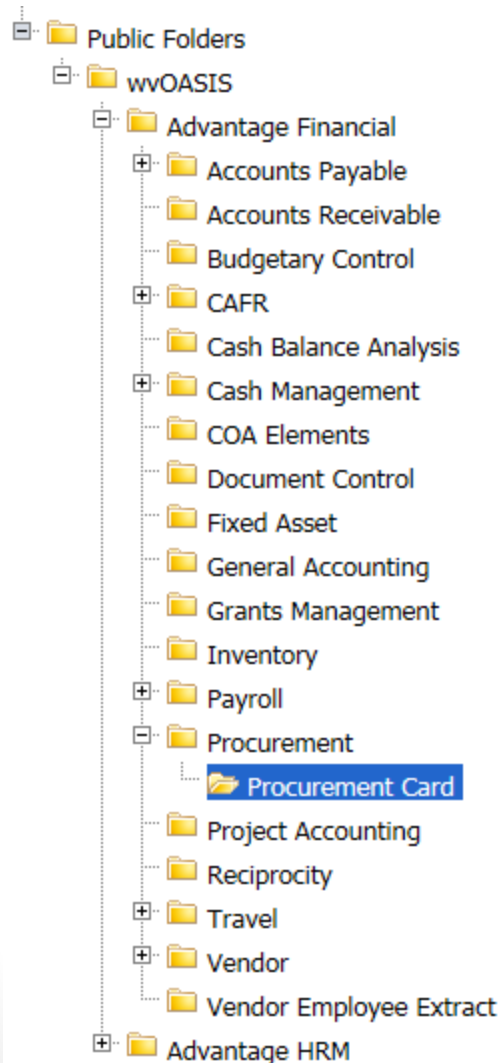 Public Folders
wvOASIS
Advantage Financial
Accounts Payable
Accounts Receivable
Budgetary Control
CAFR
Cash Balance Analysis
Cash Management
COA Elements
Document Control
Fixed Asset
General Accounting
Grants Management
Inventory
Payroll
Procurement
Procurement Card
Project Accounting
Reciprocity
Travel
Vendor
Vendor Employee Extract
Advantage HRM